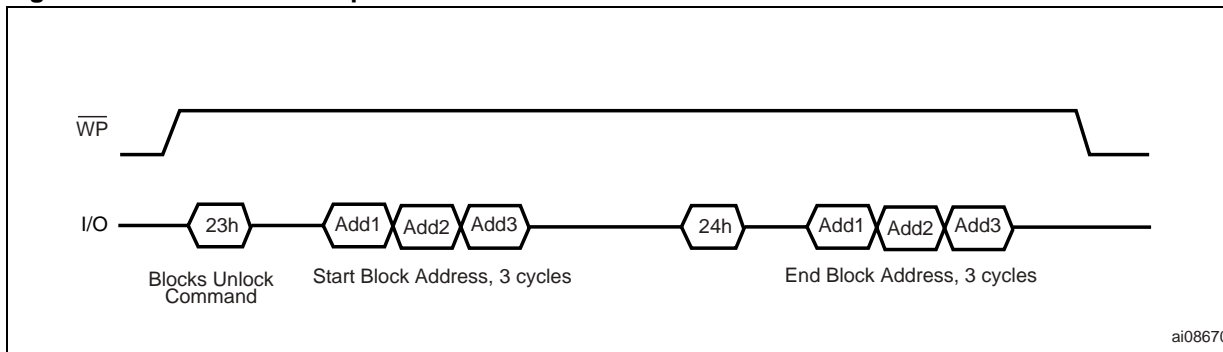 WP
I/O
23h
Add1
Add2
Add3
24h
Add1
Add2
Add3
Blocks Unlock
Command
Start Block Address, 3 cycles
End Block Address, 3 cycles
ai08670